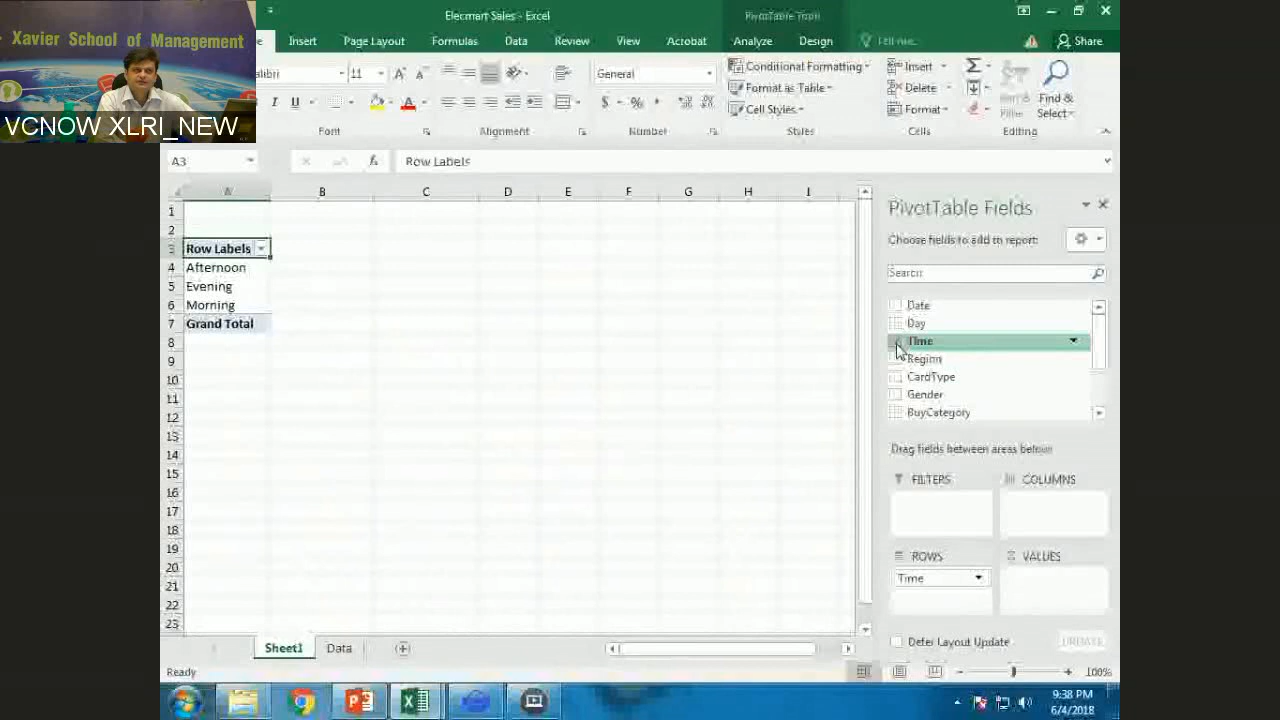 Xavier School of Management
VCNOW XLRI_NEW
Elecmart Sales - Excel
PivotTable Tools
Insert
Page Layout
Formulas
Data
Review
View
Acrobat
Analyze
Design
Tell me...
Share
11
General
Conditional Formatting
Format as Table
Cell Styles
Insert
Delete
Format
Find &
Select
Font
Alignment
Number
Styles
Cells
Editing
A3
Row Labels
A B C D E F G H I
1
2
3 Row Labels
4 Afternoon
5 Evening
6 Morning
7 Grand Total
8
9
10
11
12
13
14
15
16
17
18
19
20
21
22
23
PivotTable Fields
Choose fields to add to report:
Search
Date
Day
Time
Region
CardType
Gender
BuyCategory
Drag fields between areas below:
FILTERS
COLUMNS
ROWS
VALUES
Time
Defer Layout Update
UPDATE
Sheet1
Data
Ready
100%
9:38 PM
6/4/2018